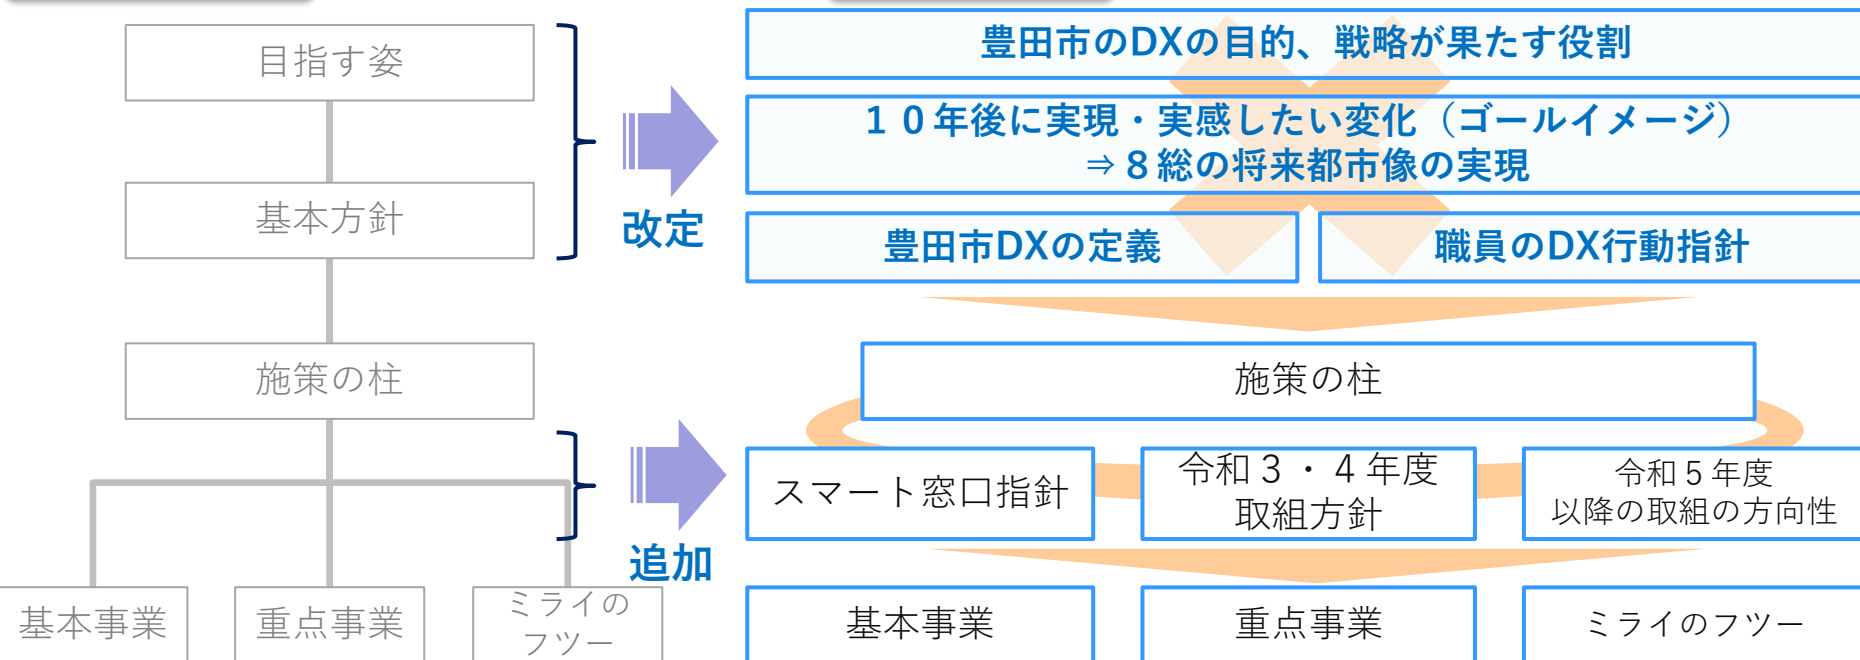 目指す姿
基本方針
施策の柱
基本事業
重点事業
ミライの
フツー
改定
追加
豊田市のDXの目的、戦略が果たす役割
１０年後に実現・実感したい変化（ゴールイメージ）
⇒８総の将来都市像の実現
豊田市DXの定義
職員のDX行動指針
施策の柱
スマート窓口指針
令和３・４年度
取組方針
令和５年度
以降の取組の方向性
基本事業
重点事業
ミライのフツー